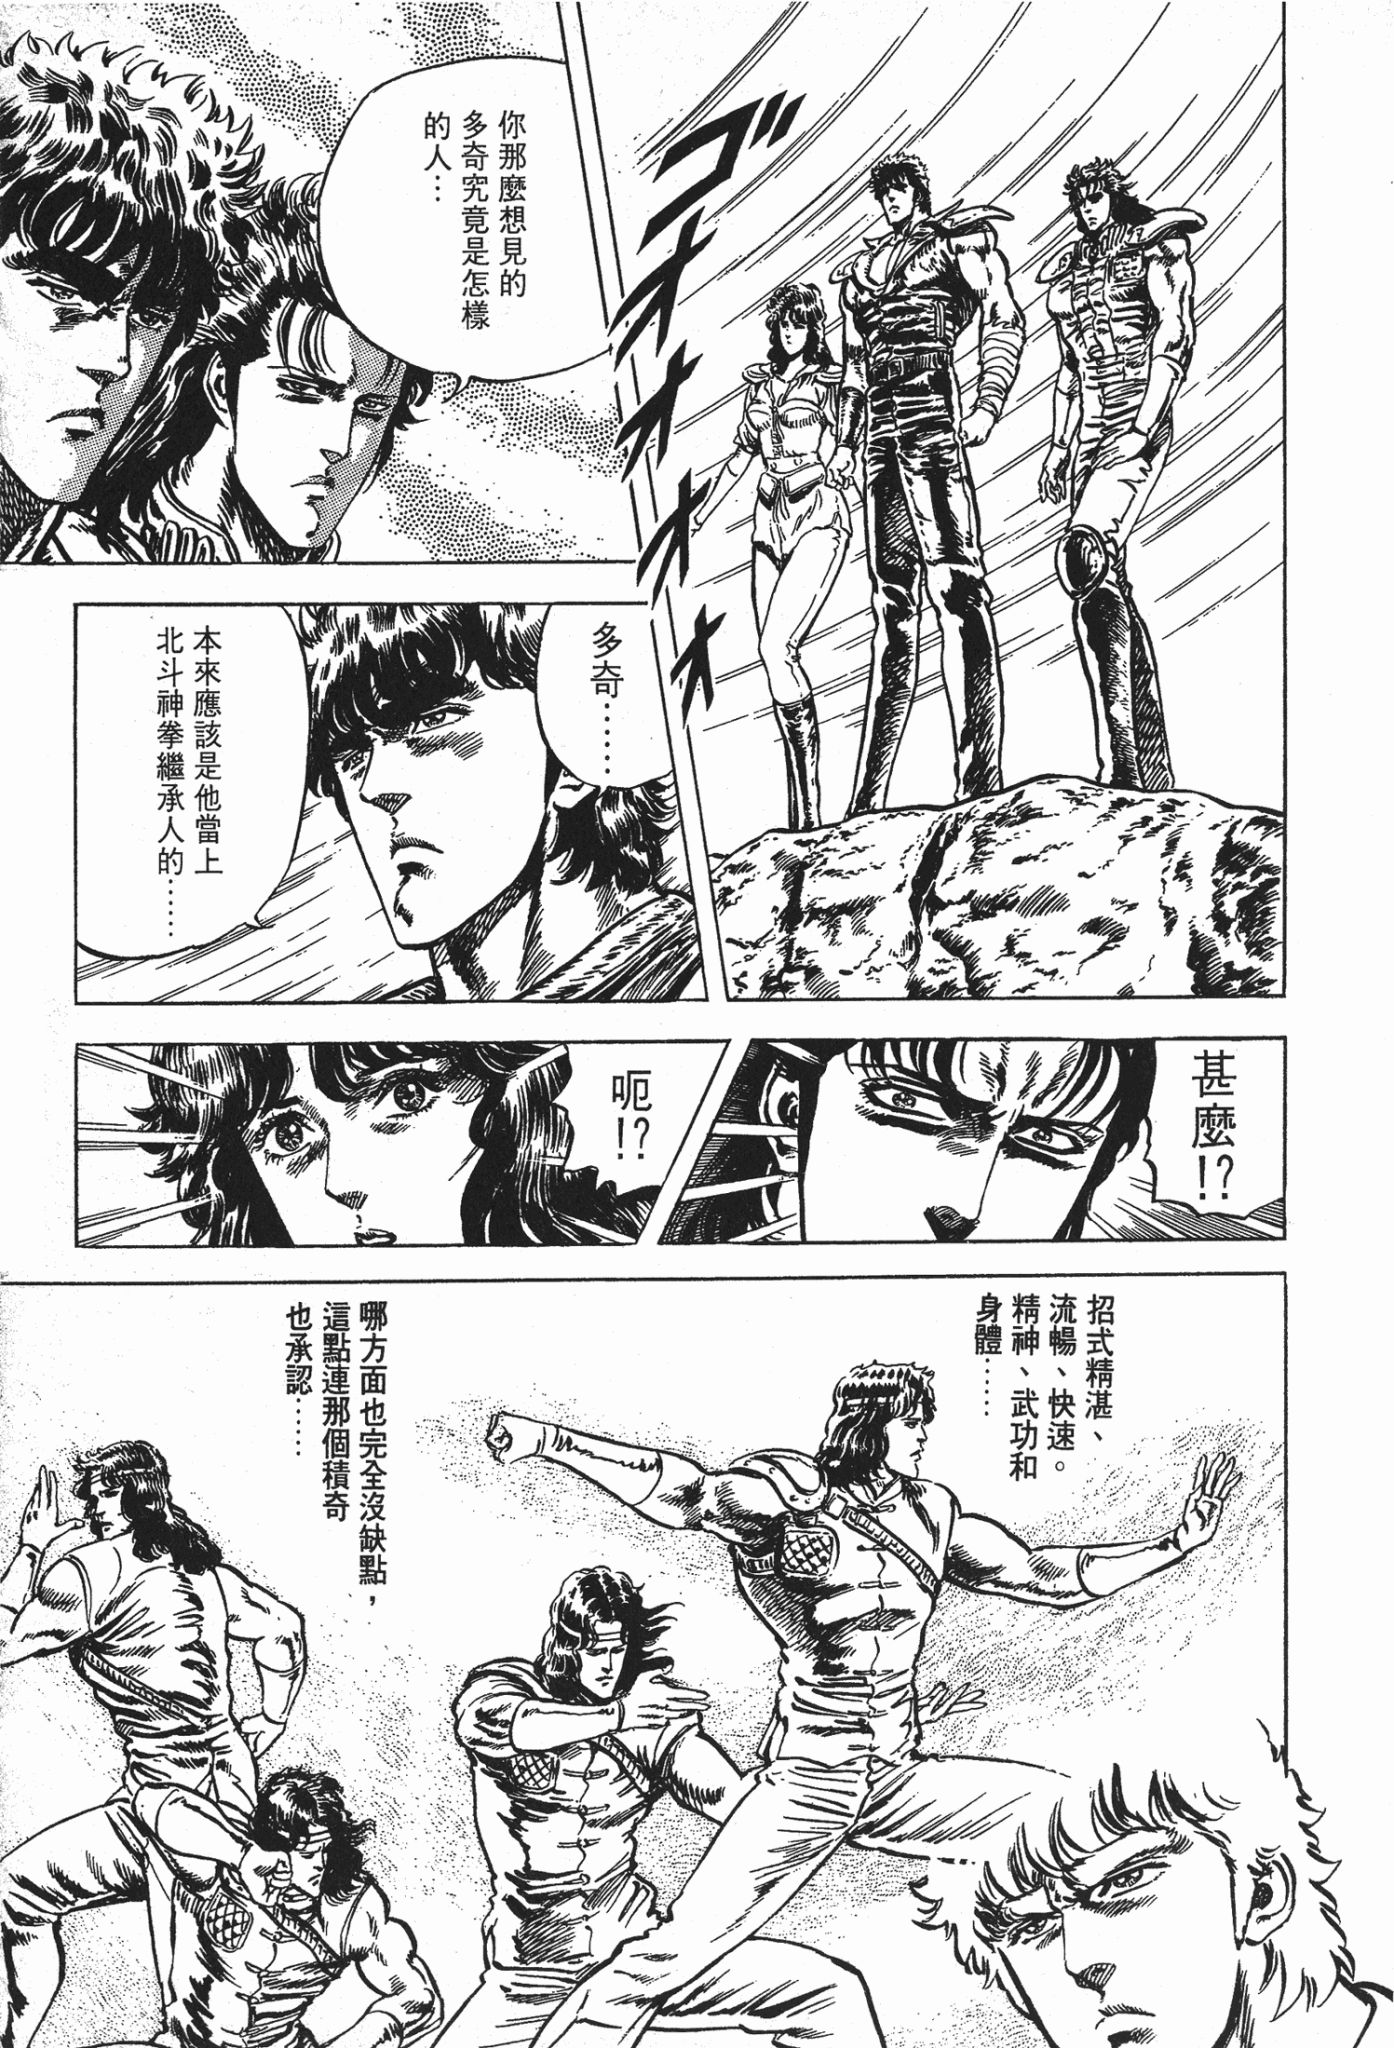 ゴオオオオ
你那麼想見的
多奇究竟是怎樣
的人…
多奇……
本來應該是他當上
北斗神拳繼承人的……
甚麼!?
呃!?
招式精湛、
流暢、快速。
精神、武功和
身體……
哪方面也完全沒缺點，
這點連那個積奇
也承認……